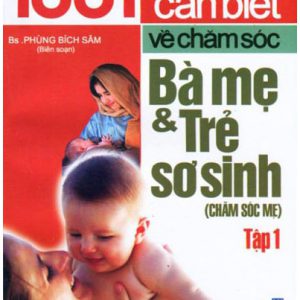 1001
cần biết
Bs .PHÙNG BÍCH SÂM
(Biên soạn)
về chăm sóc
Bà mẹ
& Trẻ
sơ sinh
(CHĂM SÓC MẸ)
Tập 1